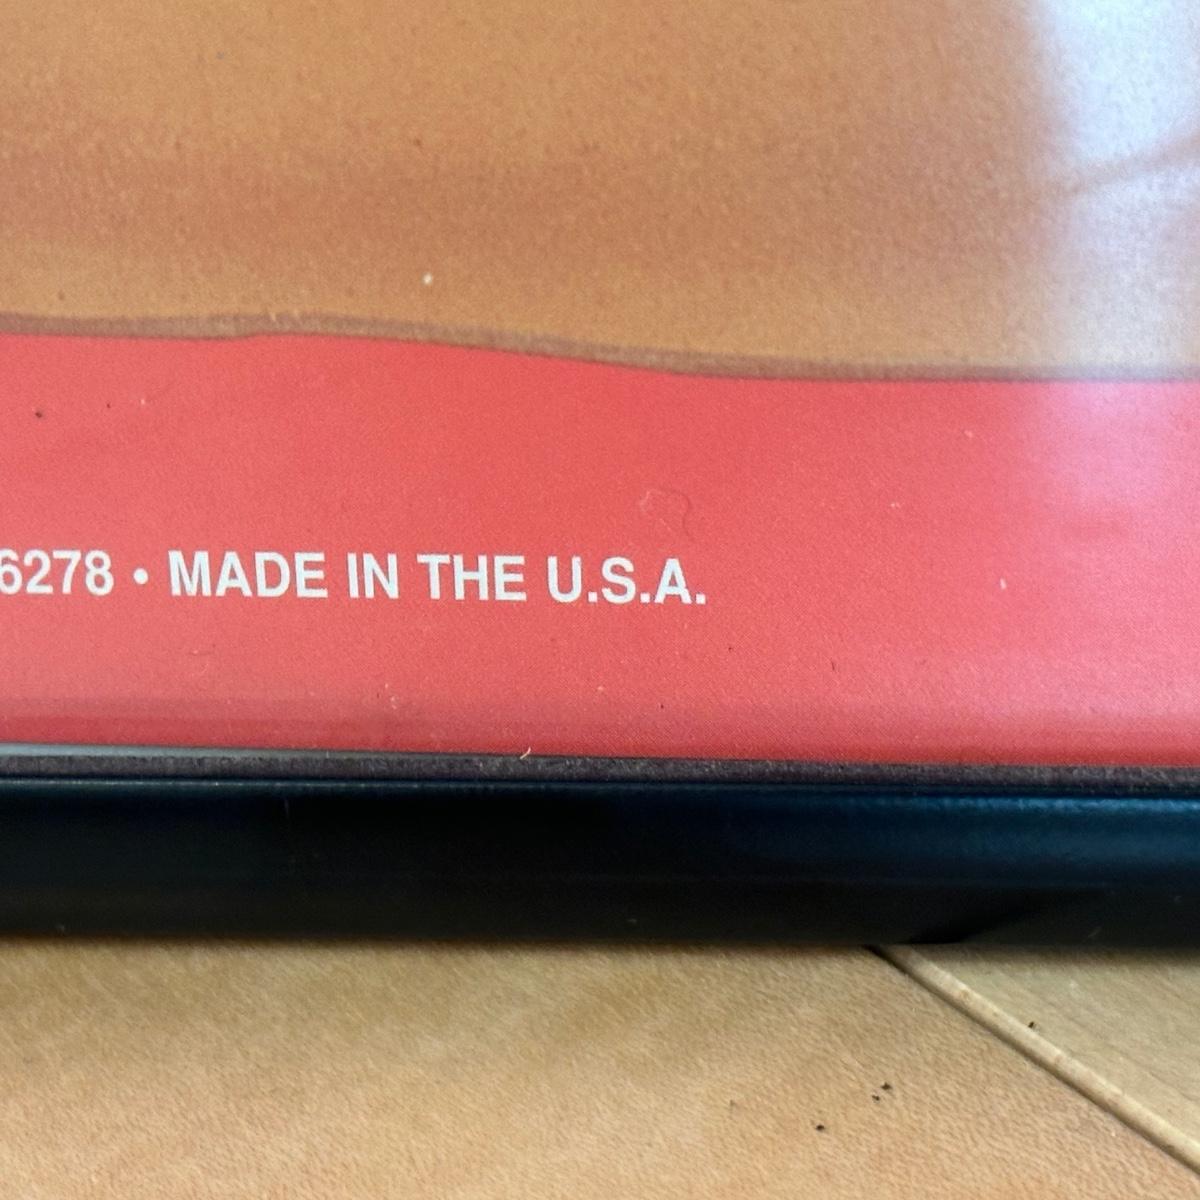 6278 • MADE IN THE U.S.A.